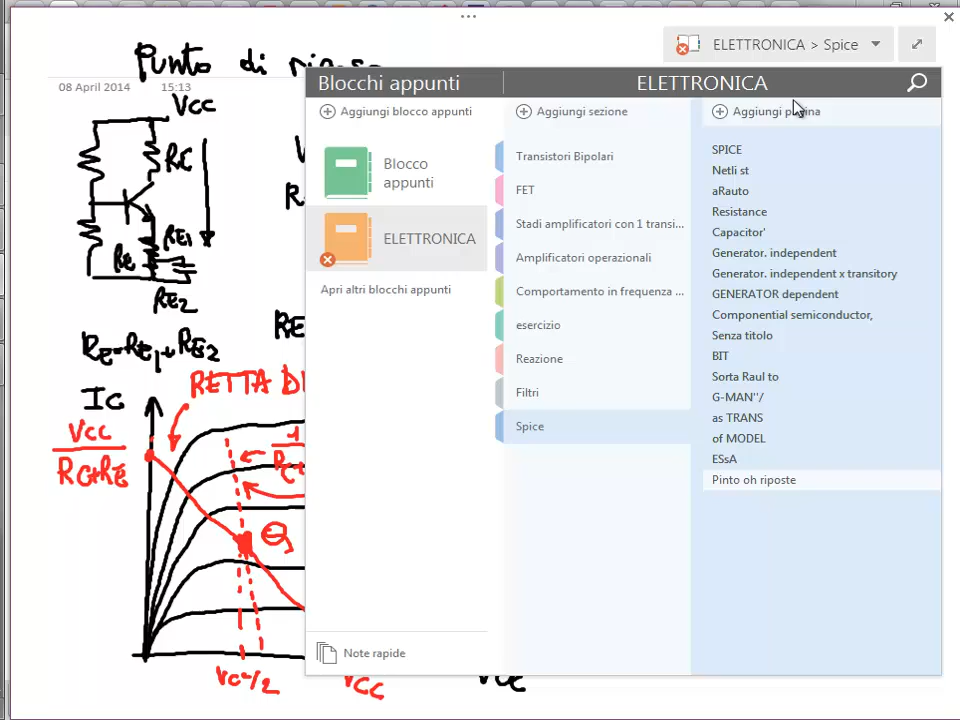 Punto di riposo
ELETTRONICA > Spice
08 April 2014 15:13
Blocchi appunti
ELETTRONICA
Aggiungi blocco appunti
Aggiungi sezione
Aggiungi pagina
Blocco
appunti
ELETTRONICA
Apri altri blocchi appunti
Note rapide
Transistori Bipolari
FET
Stadi amplificatori con 1 transi...
Amplificatori operazionali
Comportamento in frequenza ...
esercizio
Reazione
Filtri
Spice
SPICE
Netli st
aRauto
Resistance
Capacitor'
Generator. independent
Generator. independent x transitory
GENERATOR dependent
Componential semiconductor,
Senza titolo
BIT
Sorta Raul to
G-MAN''/
as TRANS
of MODEL
ESsA
Pinto oh riposte
VCC
RC
RE1
RE
RE2
RE=RE1+RE2
RE
RETTA DI
IC
VCC
RC+RE
1
RC+
Q
VCC/2
VCC
VCE